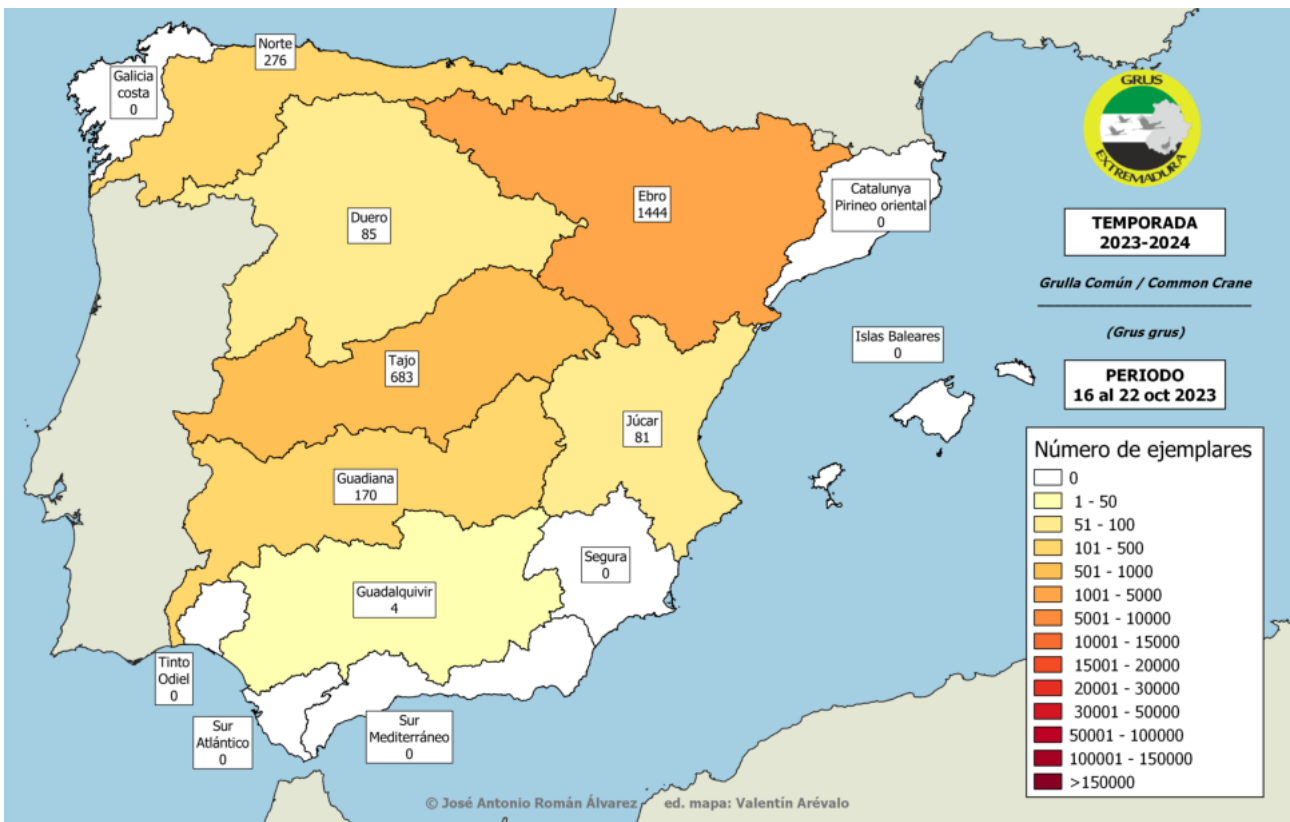 Norte
276
Galicia
costa
0
Duero
85
Ebro
1444
Catalunya
Pirineo oriental
0
Tajo
683
Islas Baleares
0
Júcar
81
Guadiana
170
Segura
0
Guadalquivir
4
Tinto
Odiel
0
Sur
Atlántico
0
Sur
Mediterráneo
0
GRUS
EXTREMADURA
TEMPORADA
2023-2024
Grulla Común / Common Crane
(Grus grus)
PERIODO
16 al 22 oct 2023
Número de ejemplares
0
1 - 50
51 - 100
101 - 500
501 - 1000
1001 - 5000
5001 - 10000
10001 - 15000
15001 - 20000
20001 - 30000
30001 - 50000
50001 - 100000
100001 - 150000
>150000
© José Antonio Román Álvarez ed. mapa: Valentín Arévalo